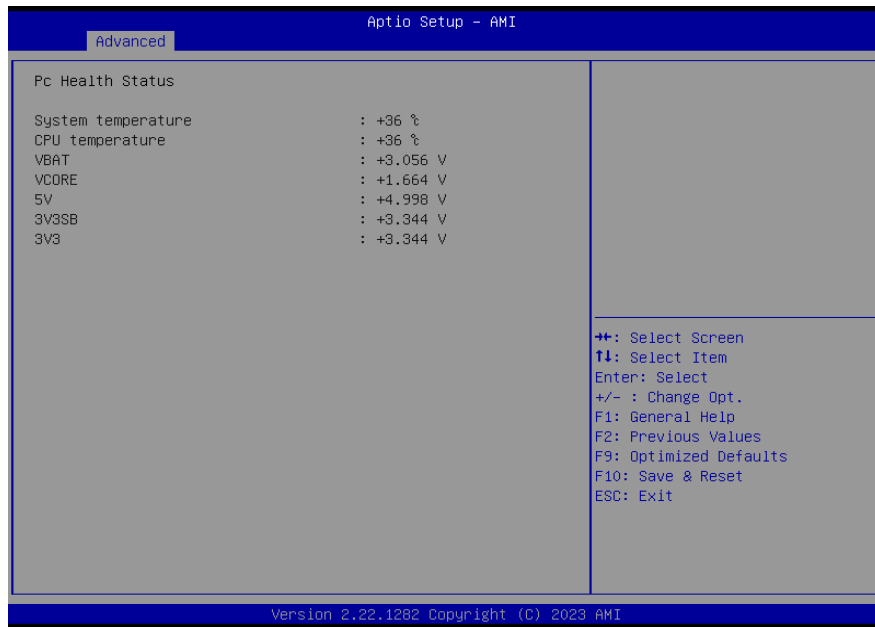 Aptio Setup - AMI
Advanced
Pc Health Status
System temperature : +36 ℃
CPU temperature : +36 ℃
VBAT : +3.056 V
VCORE : +1.664 V
5V : +4.998 V
3V3SB : +3.344 V
3V3 : +3.344 V
→←: Select Screen
↑↓: Select Item
Enter: Select
+/- : Change Opt.
F1: General Help
F2: Previous Values
F9: Optimized Defaults
F10: Save & Reset
ESC: Exit
Version 2.22.1282 Copyright (C) 2023 AMI